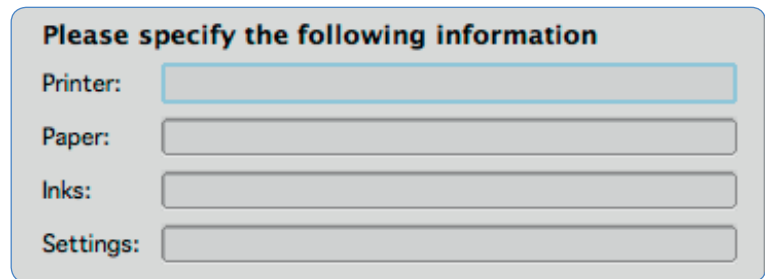 Please specify the following information
Printer:
Paper:
Inks:
Settings: